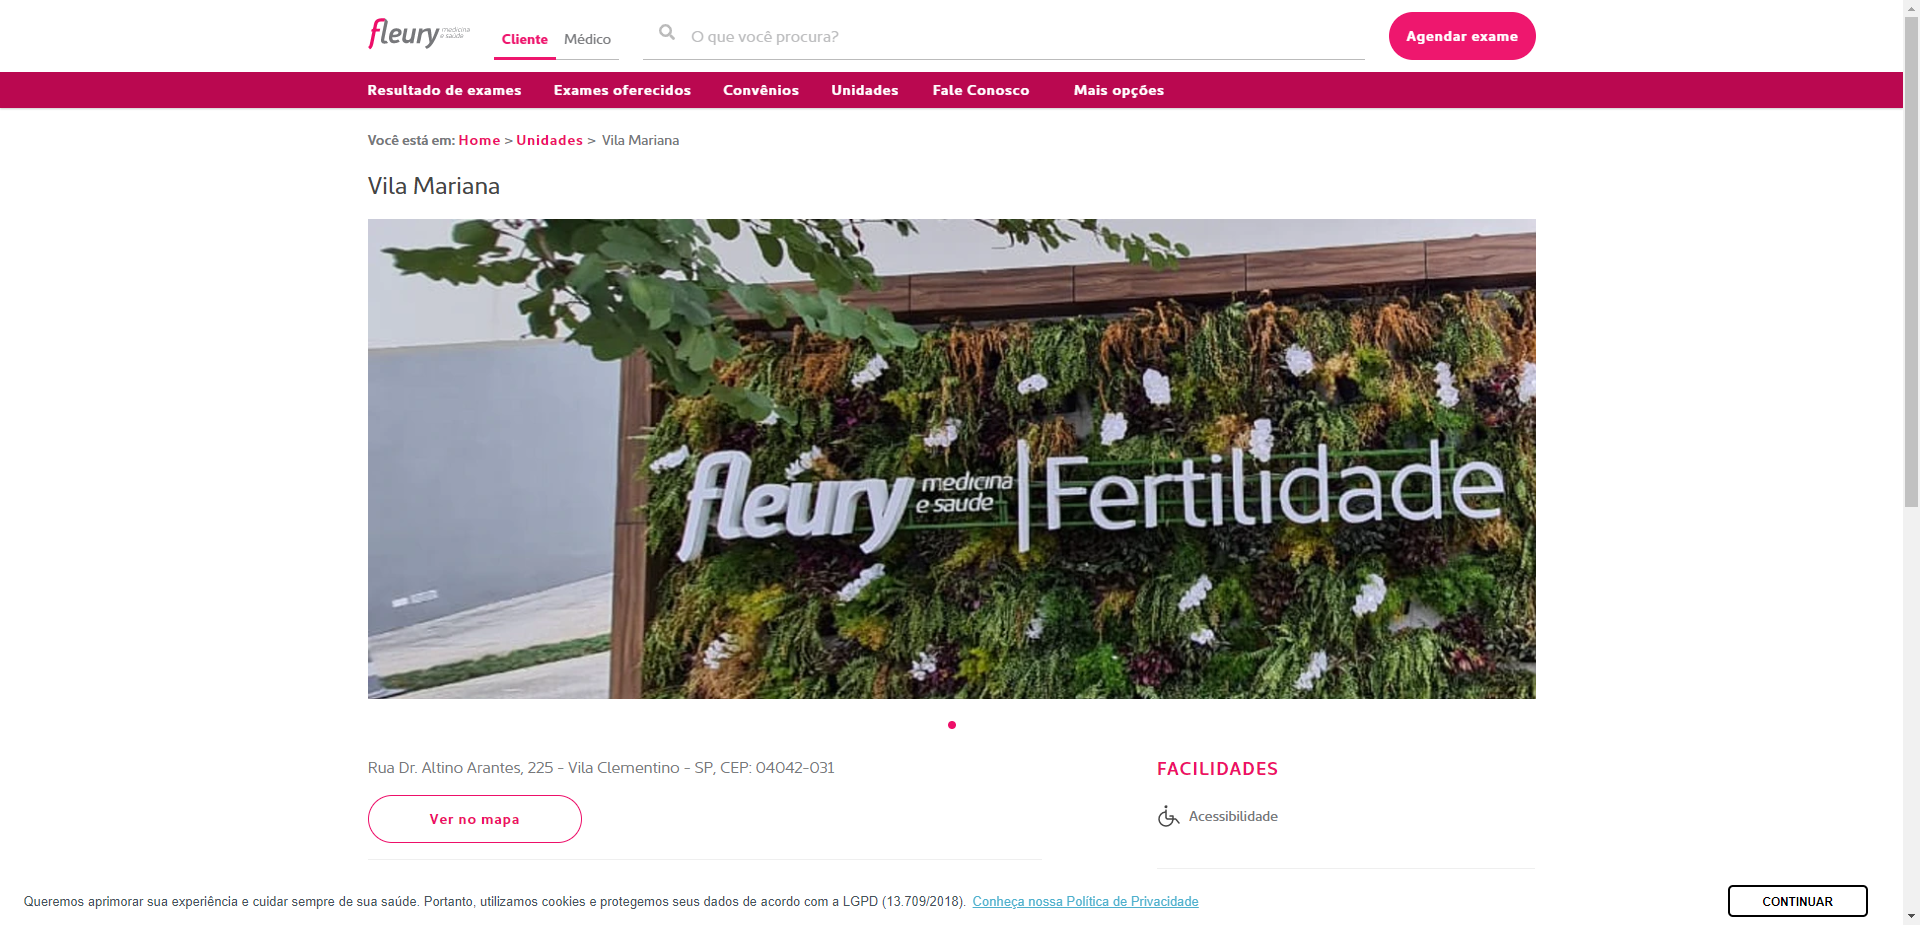 fleury medicina e saúde
Cliente
Médico
O que você procura?
Agendar exame
Resultado de exames
Exames oferecidos
Convênios
Unidades
Fale Conosco
Mais opções
Você está em: Home > Unidades > Vila Mariana
Vila Mariana
fleury medicina e saude | Fertilidade
Rua Dr. Altino Arantes, 225 - Vila Clementino - SP, CEP: 04042-031
Ver no mapa
FACILIDADES
Acessibilidade
Queremos aprimorar sua experiência e cuidar sempre de sua saúde. Portanto, utilizamos cookies e protegemos seus dados de acordo com a LGPD (13.709/2018). Conheça nossa Política de Privacidade
CONTINUAR